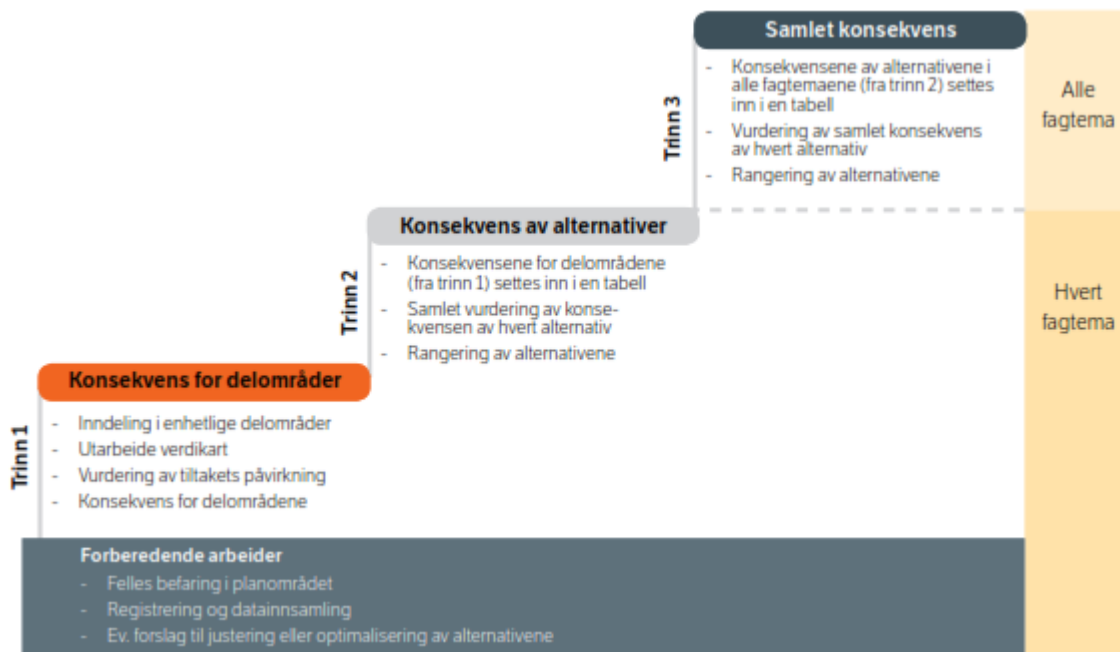 Samlet konsekvens
- Konsekvensene av alternativene i
alle fagtemaene (fra trinn 2) settes
inn i en tabell
- Vurdering av samlet konsekvens
av hvert alternativ
- Rangering av alternativene
Trinn 3
Alle
fagtema
Konsekvens av alternativer
- Konsekvensene for delområdene
(fra trinn 1) settes inn i en tabell
- Samlet vurdering av konse-
kvensen av hvert alternativ
- Rangering av alternativene
Trinn 2
Hvert
fagtema
Konsekvens for delområder
- Inndeling i enhetlige delområder
- Utarbeide verdikart
- Vurdering av tiltakets påvirkning
- Konsekvens for delområdene
Trinn 1
Forberedende arbeider
- Felles befaring i planområdet
- Registrering og datainnsamling
- Ev. forslag til justering eller optimalisering av alternativene